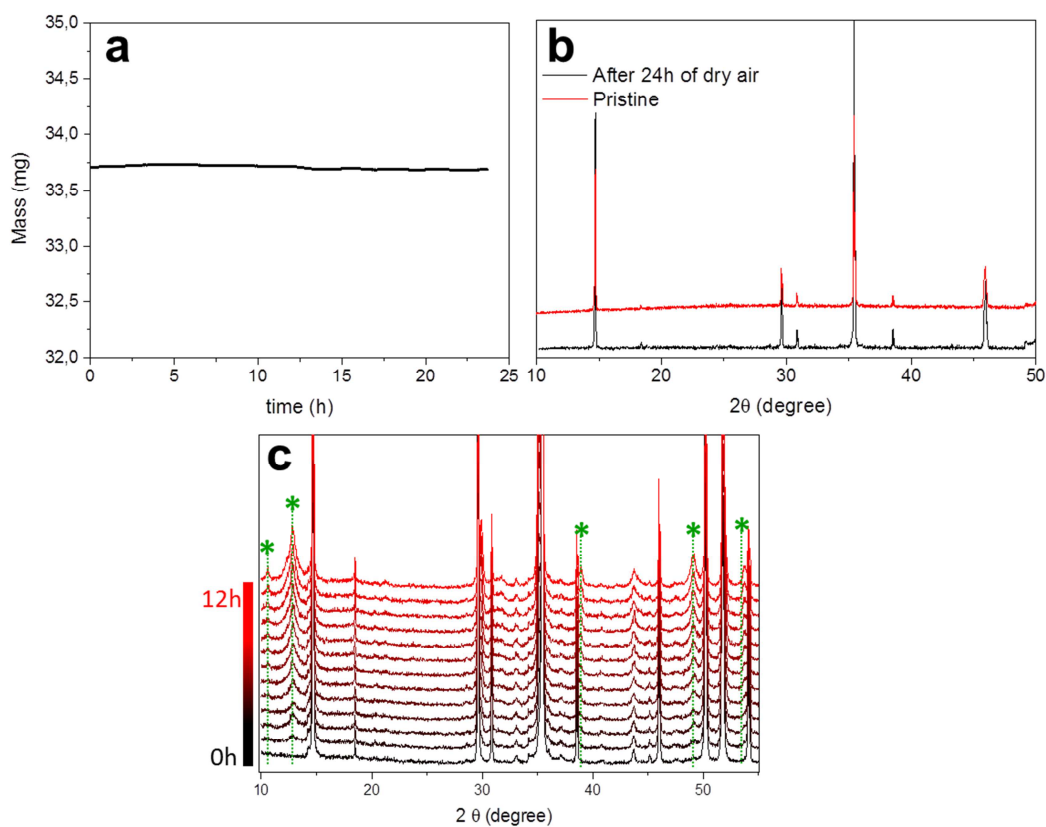 a
35,0
34,5
34,0
33,5
33,0
32,5
32,0
Mass (mg)
0 5 10 15 20 25
time (h)
b
After 24h of dry air
Pristine
10 20 30 40 50
2θ (degree)
c
* * * * *
12h
0h
10 20 30 40 50
2 θ (degree)